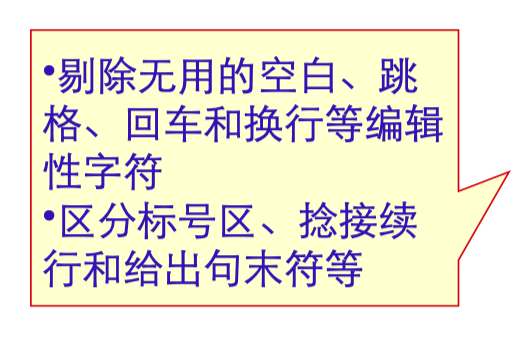 •剔除无用的空白、跳
格、回车和换行等编辑
性字符
•区分标号区、捻接续
行和给出句末符等